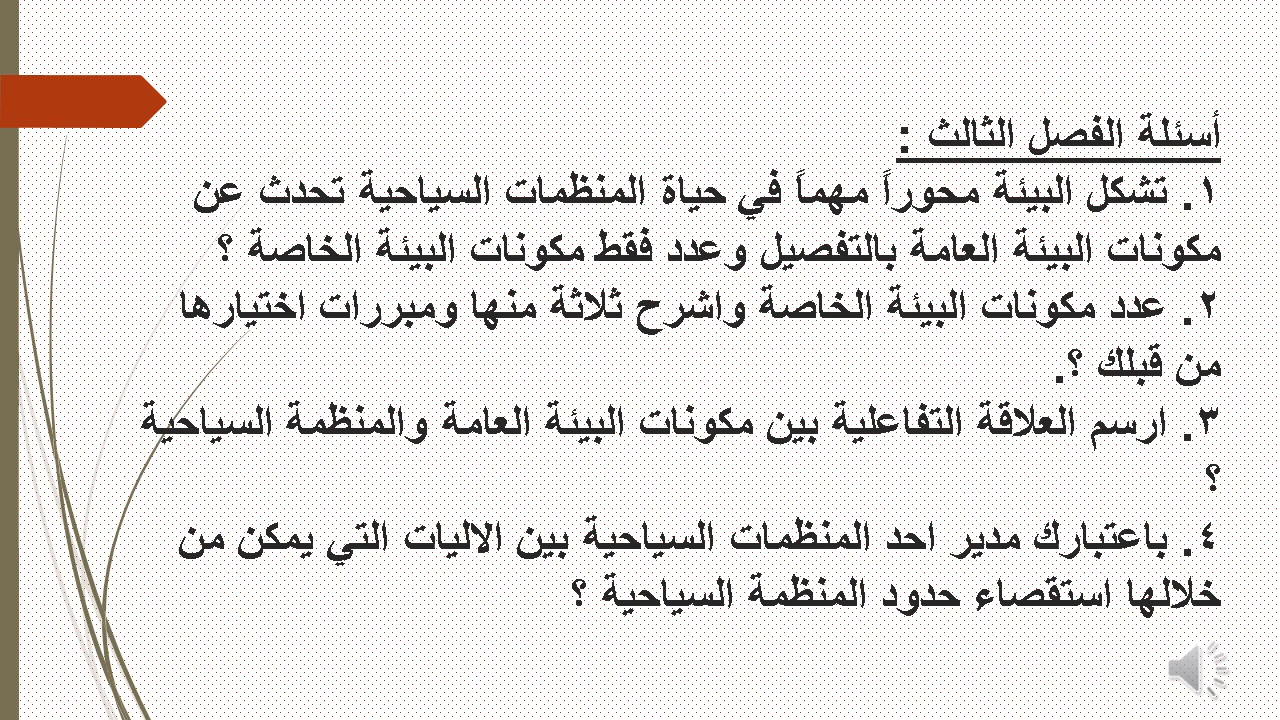 أسئلة الفصل الثالث :
١. تشكل البيئة محوراً مهماً في حياة المنظمات السياحية تحدث عن
مكونات البيئة العامة بالتفصيل وعدد فقط مكونات البيئة الخاصة ؟
٢. عدد مكونات البيئة الخاصة واشرح ثلاثة منها ومبررات اختيارها
من قبلك ؟.
٣. ارسم العلاقة التفاعلية بين مكونات البيئة العامة والمنظمة السياحية
؟
٤. باعتبارك مدير احد المنظمات السياحية بين الاليات التي يمكن من
خلالها استقصاء حدود المنظمة السياحية ؟